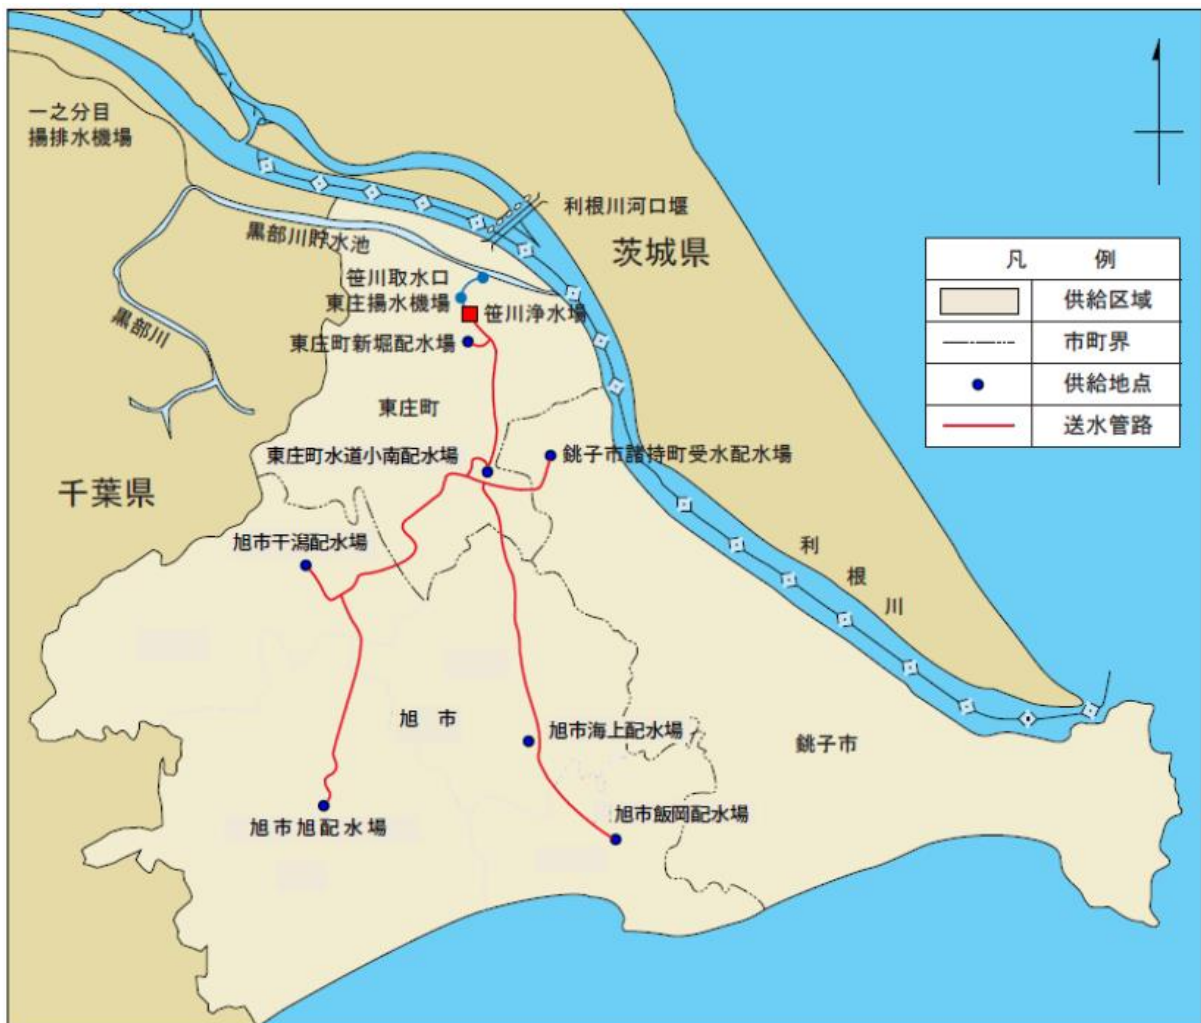 一之分目
揚排水機場
利根川河口堰
黒部川貯水池
茨城県
笹川取水口
東庄揚水機場
笹川浄水場
黒部川
東庄町新堀配水場
東庄町
東庄町水道小南配水場
銚子市諸持町受水配水場
千葉県
旭市干潟配水場
利根川
旭 市
旭市海上配水場
銚子市
旭市飯岡配水場
旭市旭配水場
凡 例
供給区域
市町界
供給地点
送水管路